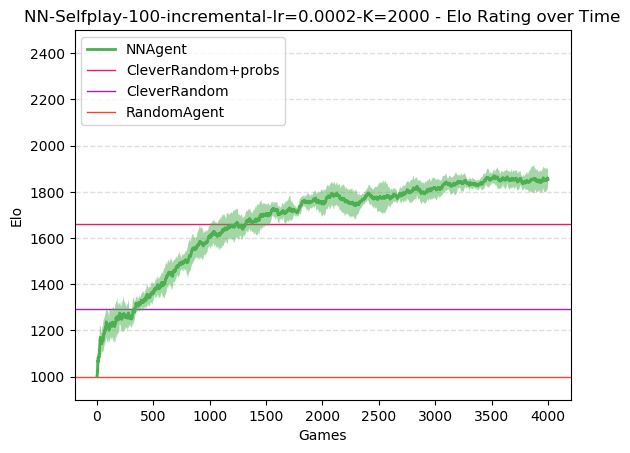 NN-Selfplay-100-incremental-lr=0.0002-K=2000 - Elo Rating over Time
NNAgent
CleverRandom+probs
CleverRandom
RandomAgent
2400
2200
2000
1800
1600
1400
1200
1000
Elo
0 500 1000 1500 2000 2500 3000 3500 4000
Games